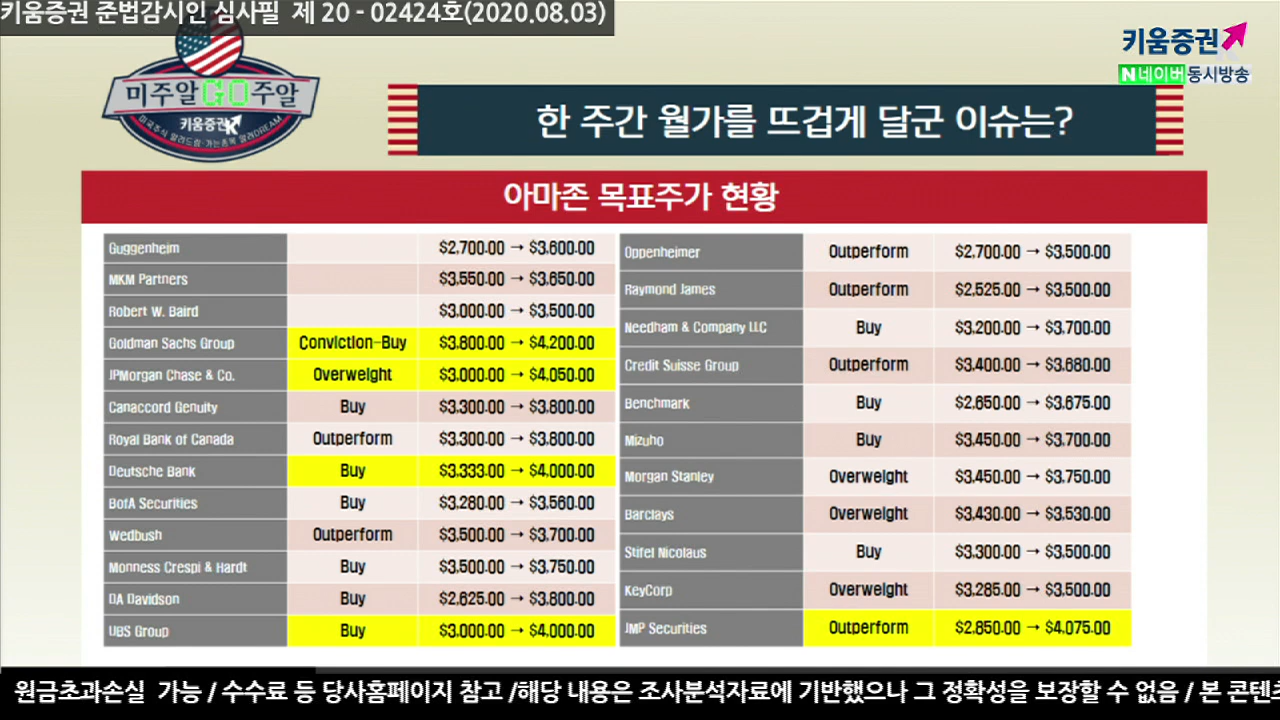 키움증권 준법감시인 심사필 제 20 - 02424호(2020.08.03)
미주알GO주알
키움증권
키움증권
N 네이버 동시방송
한 주간 월가를 뜨겁게 달군 이슈는?
아마존 목표주가 현황
Guggenheim $2,700.00 → $3,600.00
MKM Partners $3,550.00 → $3,650.00
Robert W. Baird $3,000.00 → $3,500.00
Goldman Sachs Group Conviction-Buy $3,800.00 → $4,200.00
JPMorgan Chase & Co. Overweight $3,000.00 → $4,050.00
Canaccord Genuity Buy $3,300.00 → $3,800.00
Royal Bank of Canada Outperform $3,300.00 → $3,800.00
Deutsche Bank Buy $3,333.00 → $4,000.00
BofA Securities Buy $3,280.00 → $3,560.00
Wedbush Outperform $3,500.00 → $3,700.00
Monness Crespi & Hardt Buy $3,500.00 → $3,750.00
DA Davidson Buy $2,625.00 → $3,800.00
UBS Group Buy $3,000.00 → $4,000.00
Oppenheimer Outperform $2,700.00 → $3,500.00
Raymond James Outperform $2,525.00 → $3,500.00
Needham & Company LLC Buy $3,200.00 → $3,700.00
Credit Suisse Group Outperform $3,400.00 → $3,680.00
Benchmark Buy $2,650.00 → $3,675.00
Mizuho Buy $3,450.00 → $3,700.00
Morgan Stanley Overweight $3,450.00 → $3,750.00
Barclays Overweight $3,430.00 → $3,530.00
Stifel Nicolaus Buy $3,300.00 → $3,500.00
KeyCorp Overweight $3,285.00 → $3,500.00
JMP Securities Outperform $2,850.00 → $4,075.00
원금초과손실 가능 / 수수료 등 당사홈페이지 참고 /해당 내용은 조사분석자료에 기반했으나 그 정확성을 보장할 수 없음 / 본 콘텐츠